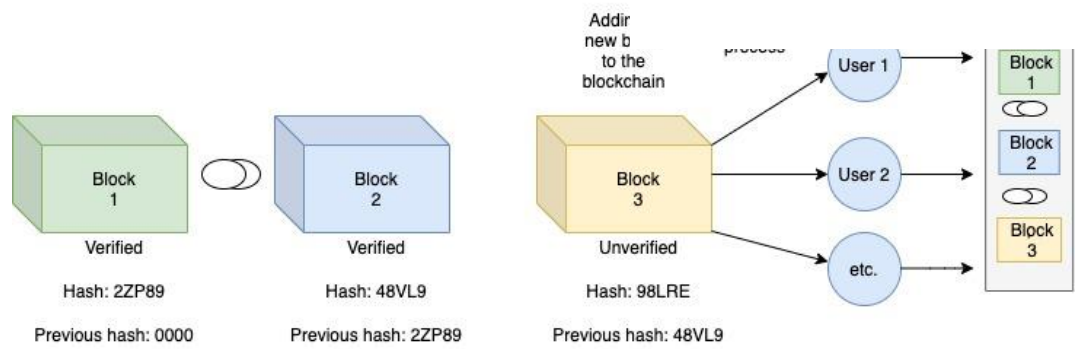 new
to the
blockchain
User 1
Block
1
Block
1
Block
2
Block
3
User 2
Block
2
Verified
Verified
Unverified
etc.
Block
3
Hash: 2ZP89
Hash: 48VL9
Hash: 98LRE
Previous hash: 0000
Previous hash: 2ZP89
Previous hash: 48VL9